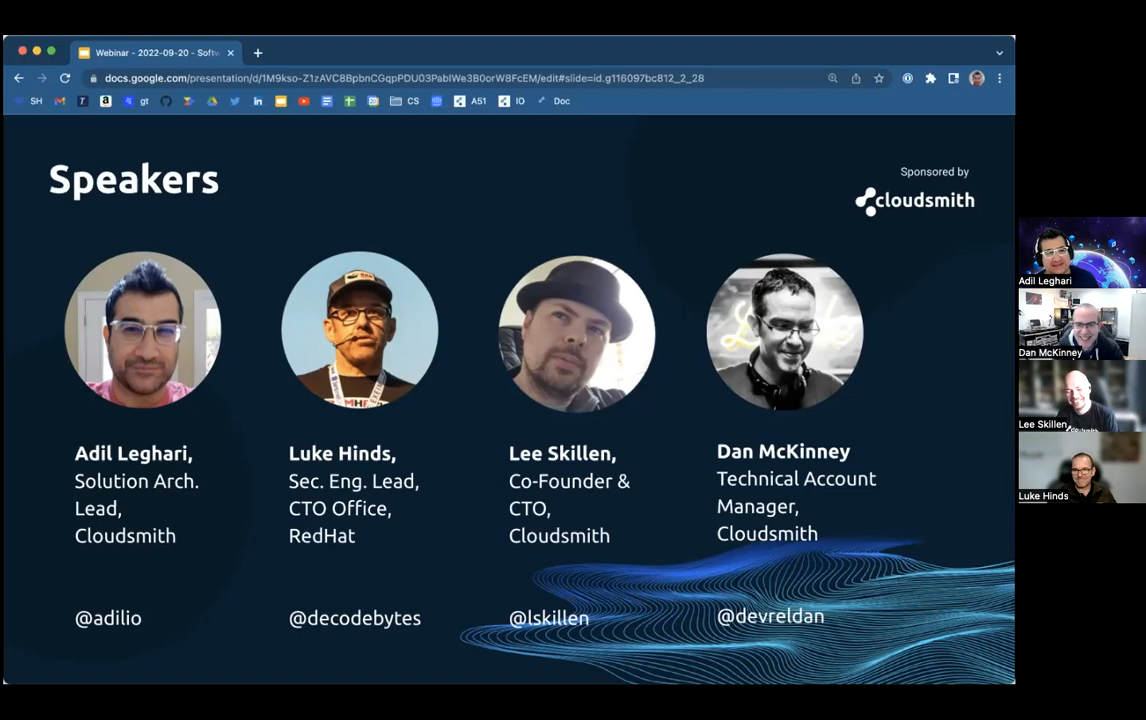 Webinar - 2022-09-20 - Softw
docs.google.com/presentation/d/1M9kso-Z1zAVC8BpbnCGqpPDU03PablWe3B0orW8FcEM/edit#slide=id.g116097bc812_2_28
SH
gt
CS
A51
IO
Doc
Speakers
Sponsored by
cloudsmith
Adil Leghari,
Solution Arch.
Lead,
Cloudsmith
@adilio
Luke Hinds,
Sec. Eng. Lead,
CTO Office,
RedHat
@decodebytes
Lee Skillen,
Co-Founder &
CTO,
Cloudsmith
@lskillen
Dan McKinney
Technical Account
Manager,
Cloudsmith
@devreldan
Adil Leghari
Dan McKinney
Lee Skillen
Luke Hinds